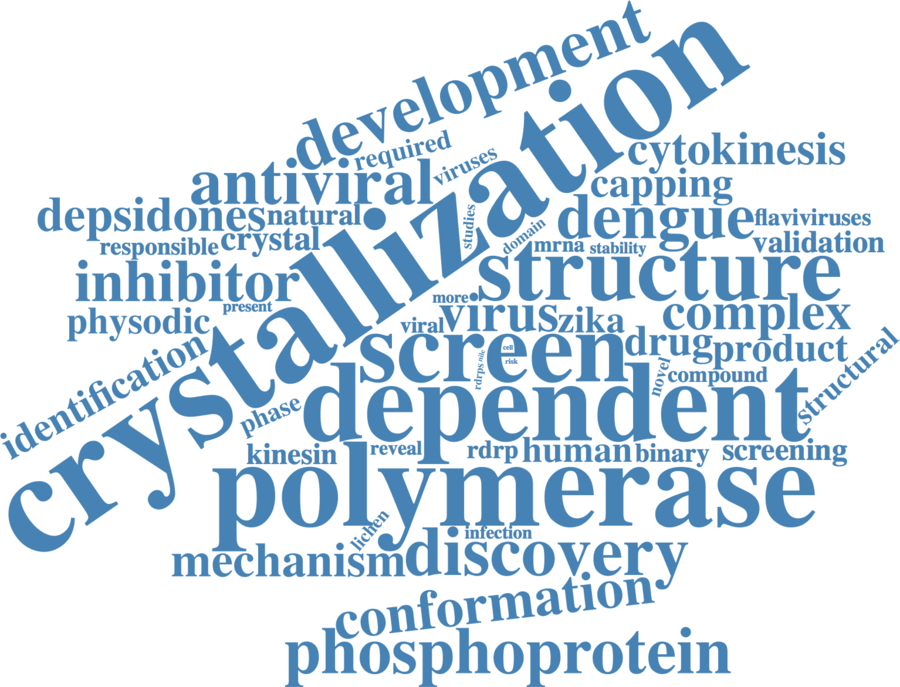 development
required
crystallization
antiviral
viruses
cytokinesis
capping
depsidones
natural
studies
domain
dengue
flaviviruses
responsible
crystal
mrna
stability
validation
inhibitor
present
structure
more
physodic
viral
virus
zika
complex
identification
screen
cell
risk
nile
rdrps
drug
product
novel
compound
structural
phase
dependent
kinesin
reveal
rdrp
human
binary
screening
polymerase
lichen
infection
mechanism
discovery
conformation
phosphoprotein